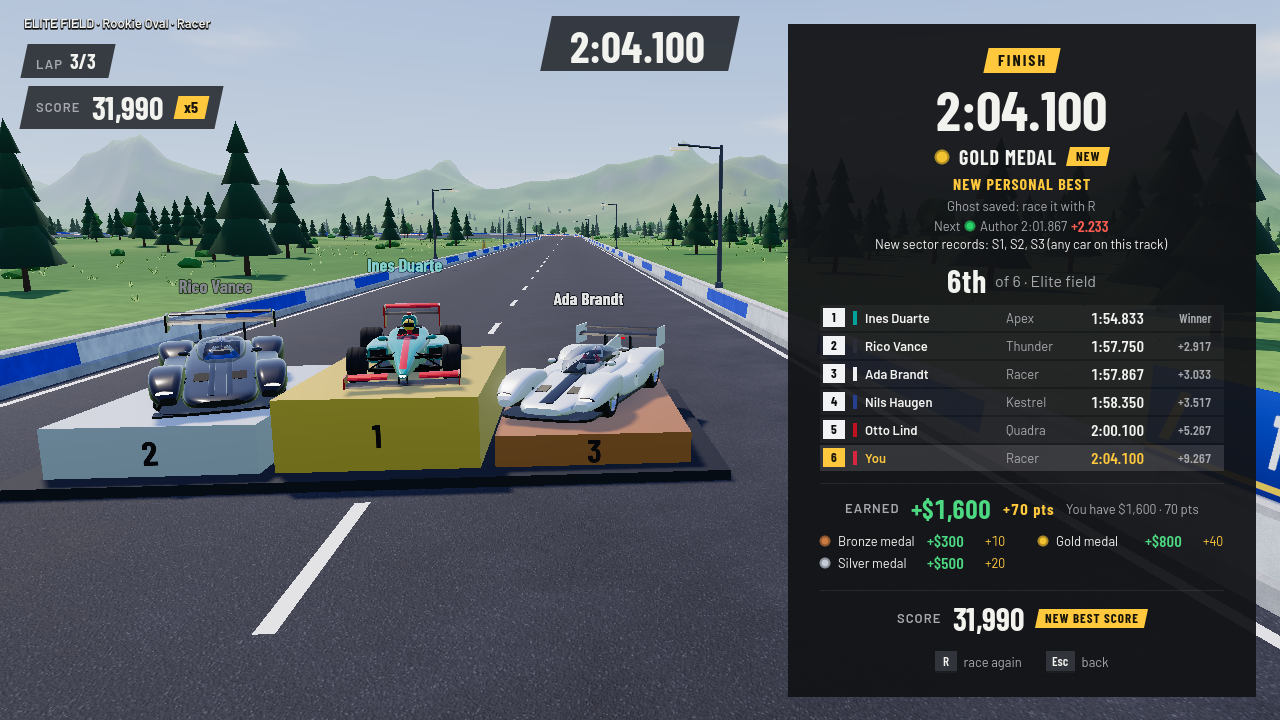 ELITE FIELD · Rookie Oval · Racer
LAP 3/3
SCORE 31,990 x5
2:04.100
Ines Duarte
Rico Vance
Ada Brandt
2
1
3
FINISH
2:04.100
GOLD MEDAL NEW
NEW PERSONAL BEST
Ghost saved: race it with R
Next Author 2:01.867 +2.233
New sector records: S1, S2, S3 (any car on this track)
6th of 6 · Elite field
1 Ines Duarte Apex 1:54.833 Winner
2 Rico Vance Thunder 1:57.750 +2.917
3 Ada Brandt Racer 1:57.867 +3.033
4 Nils Haugen Kestrel 1:58.350 +3.517
5 Otto Lind Quadra 2:00.100 +5.267
6 You Racer 2:04.100 +9.267
EARNED +$1,600 +70 pts You have $1,600 · 70 pts
Bronze medal +$300 +10 Gold medal +$800 +40
Silver medal +$500 +20
SCORE 31,990 NEW BEST SCORE
R race again Esc back